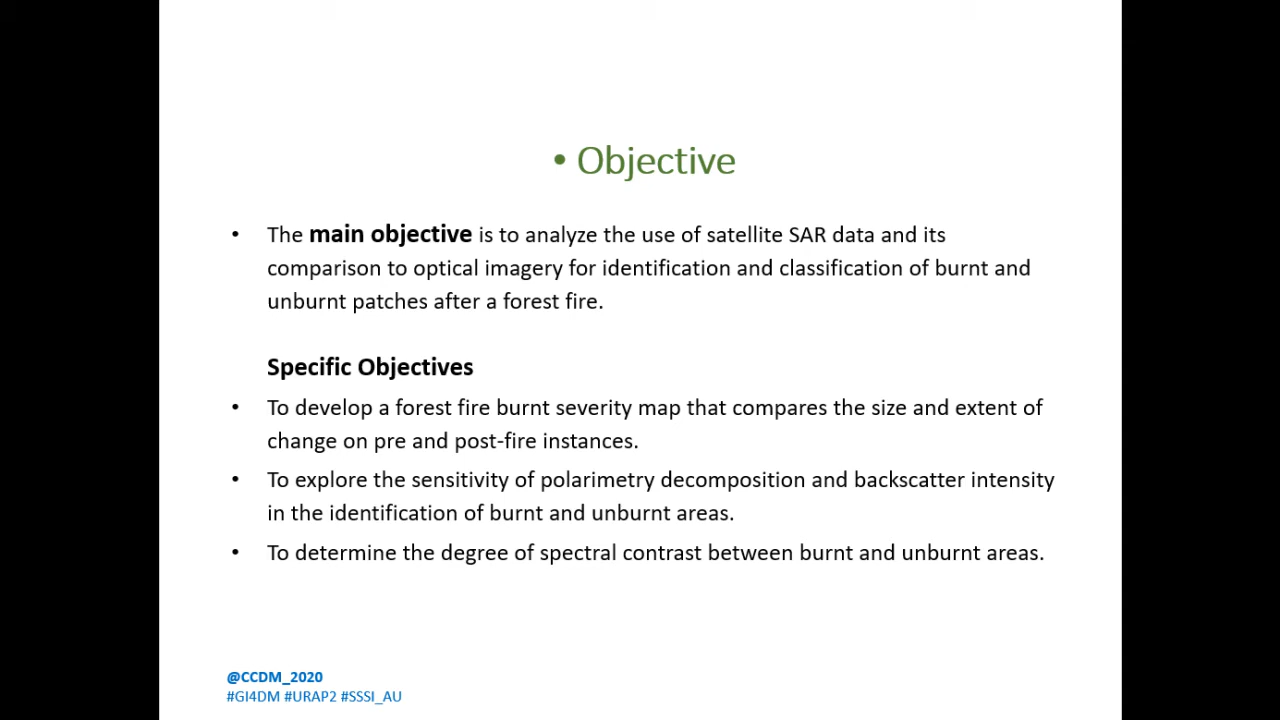 • Objective
• The main objective is to analyze the use of satellite SAR data and its
comparison to optical imagery for identification and classification of burnt and
unburnt patches after a forest fire.
Specific Objectives
• To develop a forest fire burnt severity map that compares the size and extent of
change on pre and post-fire instances.
• To explore the sensitivity of polarimetry decomposition and backscatter intensity
in the identification of burnt and unburnt areas.
• To determine the degree of spectral contrast between burnt and unburnt areas.
@CCDM_2020
#GI4DM #URAP2 #SSSI_AU